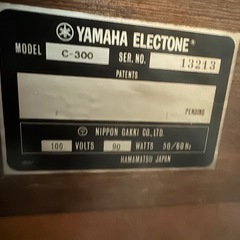 YAMAHA ELECTONE®
MODEL C-300 SER. NO. 13213
PATENTS
PENDING
NIPPON GAKKI CO., LTD.
100 VOLTS 90 WATTS 50/60Hz
HAMAMATSU JAPAN